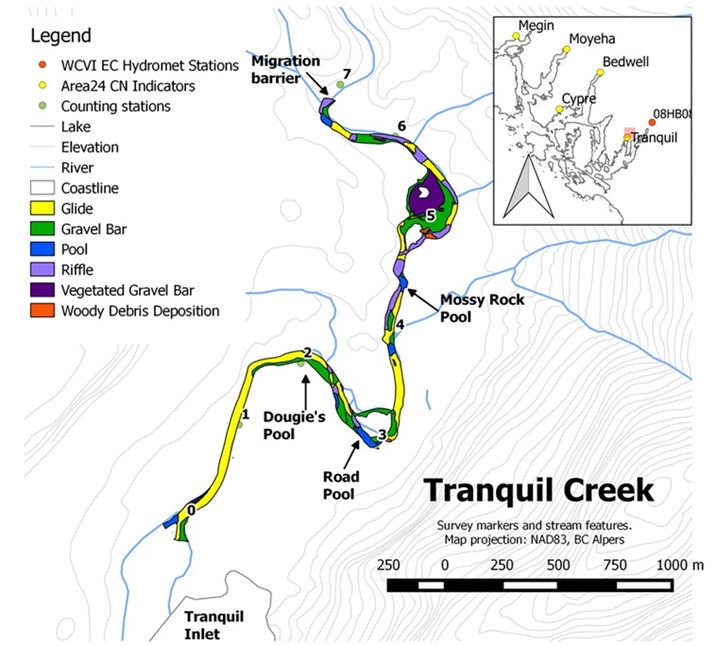 Legend
WCVI EC Hydromet Stations
Area24 CN Indicators
Counting stations
Lake
Elevation
River
Coastline
Glide
Gravel Bar
Pool
Riffle
Vegetated Gravel Bar
Woody Debris Deposition
Migration
barrier
7
6
5
Mossy Rock
Pool
4
2
Dougie's
Pool
3
1
Road
Pool
0
Tranquil
Inlet
Megin
Moyeha
Bedwell
Cypre
Tranquil
Tranquil Creek
Survey markers and stream features.
Map projection: NAD83, BC Alpers
250 0 250 500 750 1000 m